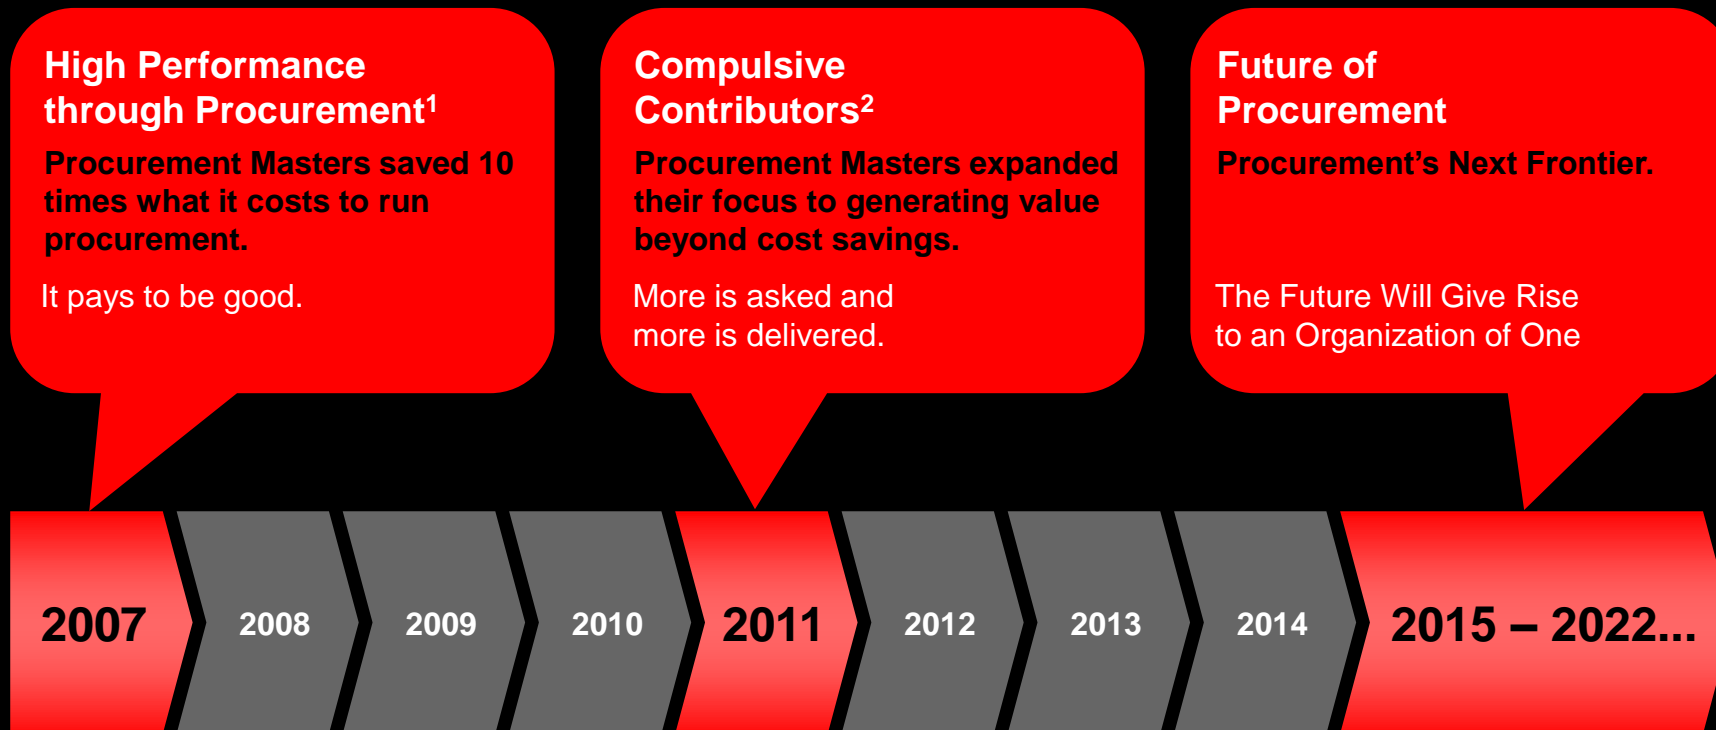 High Performance
through Procurement¹
Procurement Masters saved 10
times what it costs to run
procurement.
It pays to be good.
Compulsive
Contributors²
Procurement Masters expanded
their focus to generating value
beyond cost savings.
More is asked and
more is delivered.
Future of
Procurement
Procurement’s Next Frontier.
The Future Will Give Rise
to an Organization of One
2007
2008
2009
2010
2011
2012
2013
2014
2015 – 2022...